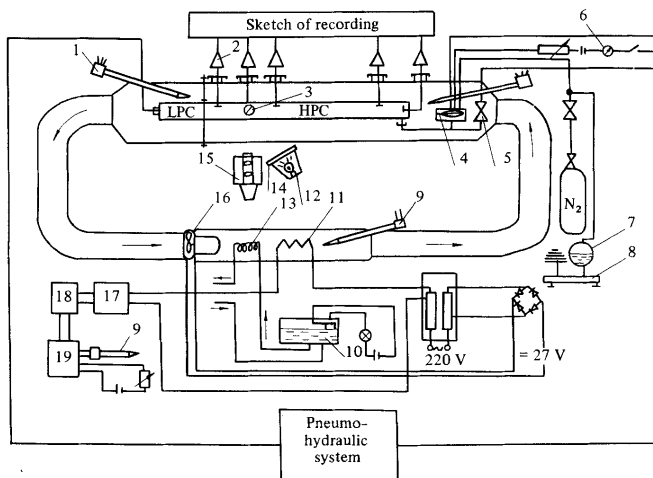 Sketch of recording
1
2
6
3
LPC
HPC
4
5
15
14
12
N2
16
13
11
9
7
8
18
17
9
19
10
220 V
= 27 V
Pneumo-
hydraulic
system